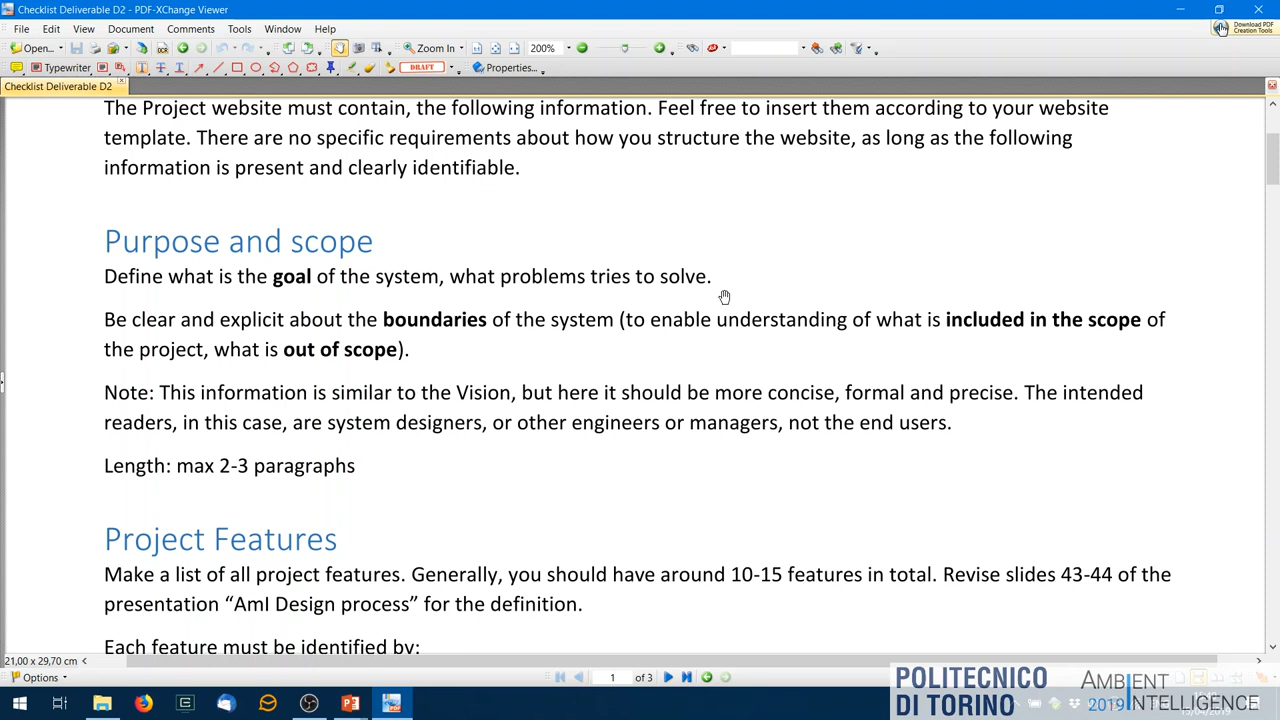 Checklist Deliverable D2 - PDF-XChange Viewer
File Edit View Document Comments Tools Window Help
Download PDF
Creation Tools
Open... Zoom In 200%
Typewriter DRAFT Properties...
Checklist Deliverable D2
The Project website must contain, the following information. Feel free to insert them according to your website
template. There are no specific requirements about how you structure the website, as long as the following
information is present and clearly identifiable.
Purpose and scope
Define what is the goal of the system, what problems tries to solve.
Be clear and explicit about the boundaries of the system (to enable understanding of what is included in the scope of
the project, what is out of scope).
Note: This information is similar to the Vision, but here it should be more concise, formal and precise. The intended
readers, in this case, are system designers, or other engineers or managers, not the end users.
Length: max 2-3 paragraphs
Project Features
Make a list of all project features. Generally, you should have around 10-15 features in total. Revise slides 43-44 of the
presentation “AmI Design process” for the definition.
Each feature must be identified by:
21,00 x 29,70 cm
Options 1 of 3
POLITECNICO
DI TORINO
AMBIENT
2019 INTELLIGENCE